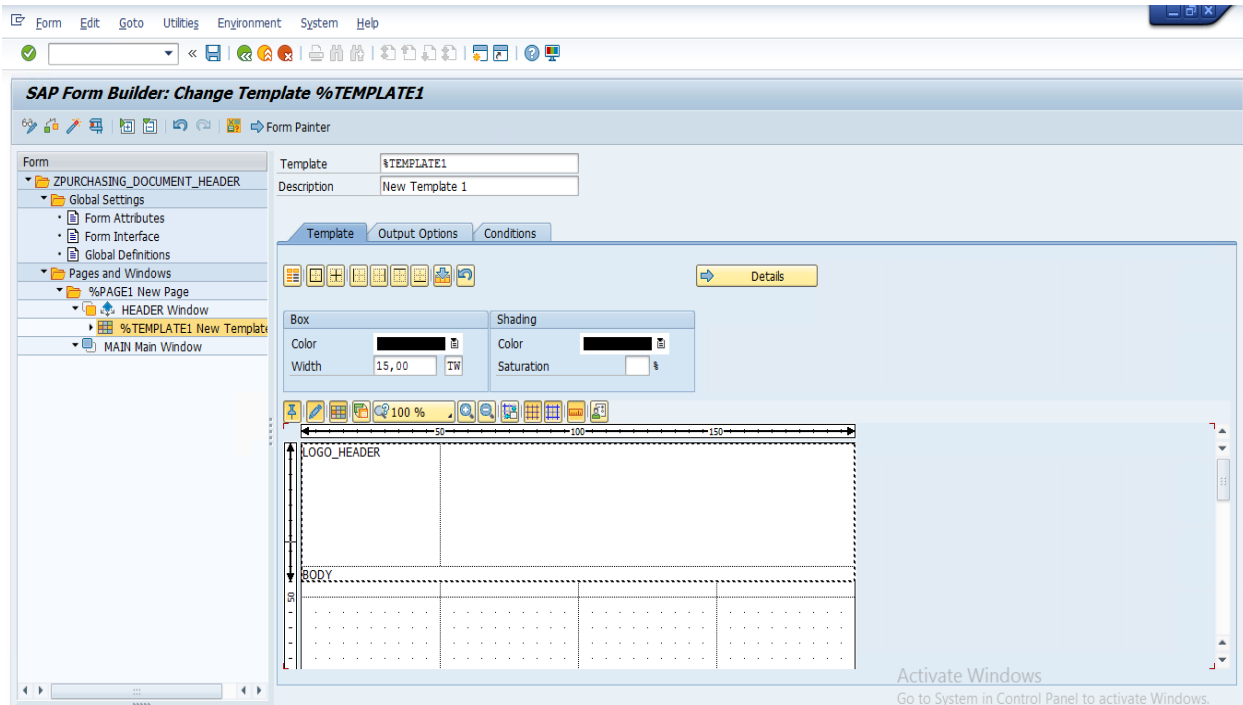 Form Edit Goto Utilities Environment System Help
SAP Form Builder: Change Template %TEMPLATE1
Form Painter
Form
ZPURCHASING_DOCUMENT_HEADER
Global Settings
Form Attributes
Form Interface
Global Definitions
Pages and Windows
%PAGE1 New Page
HEADER Window
%TEMPLATE1 New Template
MAIN Main Window
Template %TEMPLATE1
Description New Template 1
Template Output Options Conditions
Details
Box Shading
Color Color
Width 15,00 TW Saturation %
100 %
50 100 150
LOGO_HEADER
BODY
50
Activate Windows
Go to System in Control Panel to activate Windows.